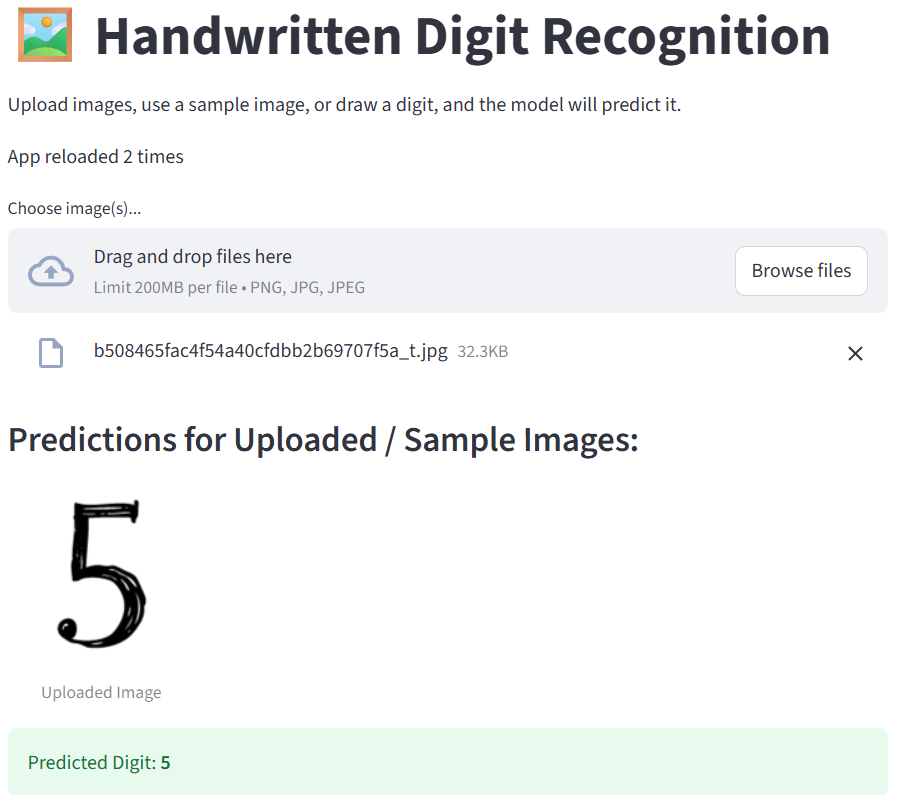 Handwritten Digit Recognition
Upload images, use a sample image, or draw a digit, and the model will predict it.
App reloaded 2 times
Choose image(s)...
Drag and drop files here
Limit 200MB per file • PNG, JPG, JPEG
Browse files
b508465fac4f54a40cfdbb2b69707f5a_t.jpg 32.3KB
Predictions for Uploaded / Sample Images:
5
Uploaded Image
Predicted Digit: 5